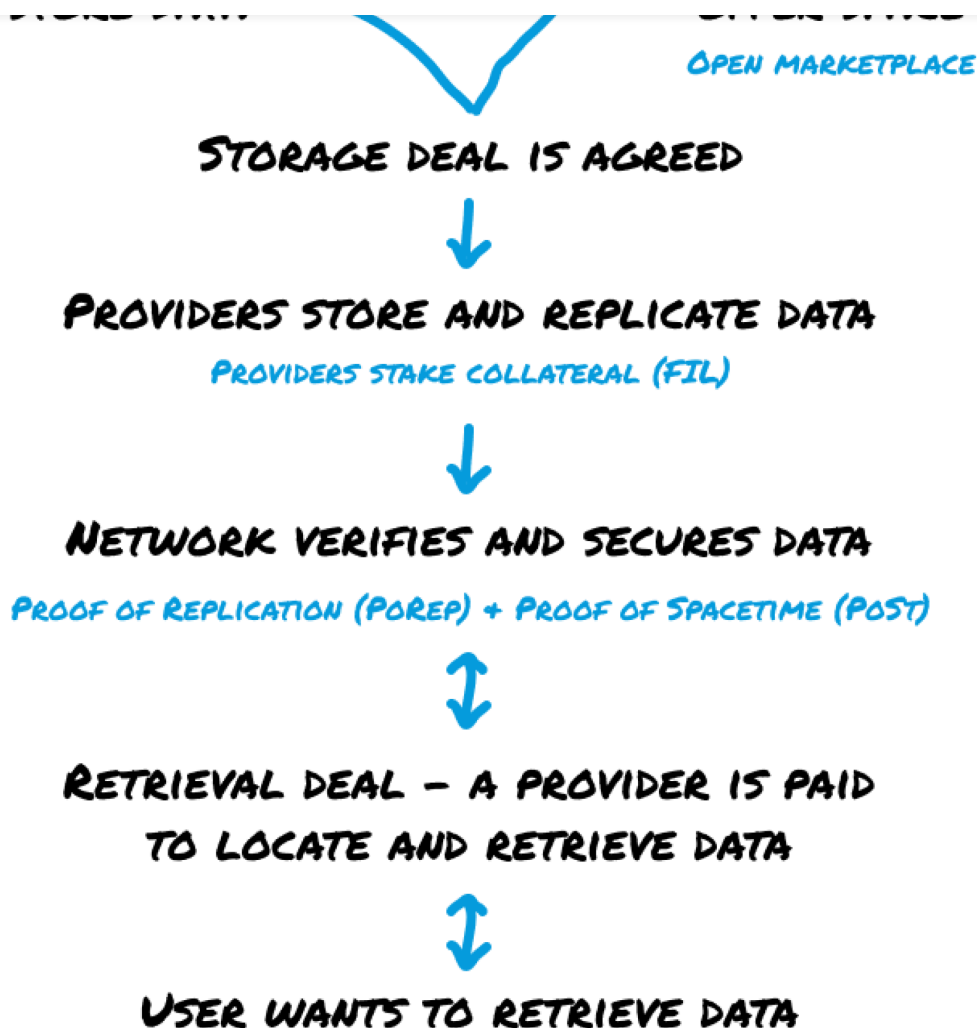 OPEN MARKETPLACE
STORAGE DEAL IS AGREED
PROVIDERS STORE AND REPLICATE DATA
PROVIDERS STAKE COLLATERAL (FIL)
NETWORK VERIFIES AND SECURES DATA
PROOF OF REPLICATION (POREP) + PROOF OF SPACETIME (POST)
RETRIEVAL DEAL – A PROVIDER IS PAID
TO LOCATE AND RETRIEVE DATA
USER WANTS TO RETRIEVE DATA